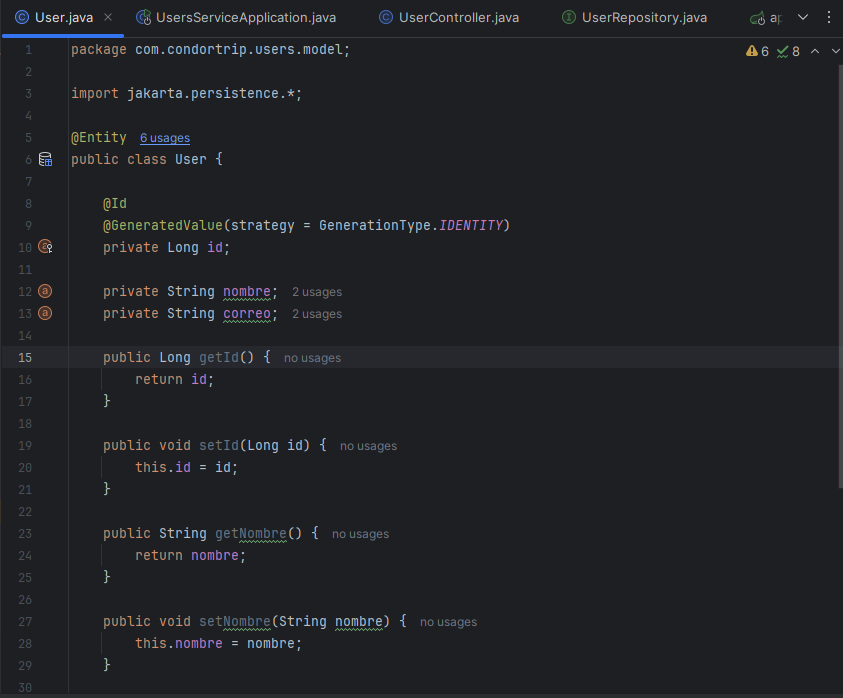 User.java
UsersServiceApplication.java
UserController.java
UserRepository.java
ap
6
8
1 package com.condortrip.users.model;
2
3 import jakarta.persistence.*;
4
5 @Entity 6 usages
6 public class User {
7
8 @Id
9 @GeneratedValue(strategy = GenerationType.IDENTITY)
10 private Long id;
11
12 private String nombre; 2 usages
13 private String correo; 2 usages
14
15 public Long getId() { no usages
16 return id;
17 }
18
19 public void setId(Long id) { no usages
20 this.id = id;
21 }
22
23 public String getNombre() { no usages
24 return nombre;
25 }
26
27 public void setNombre(String nombre) { no usages
28 this.nombre = nombre;
29 }
30